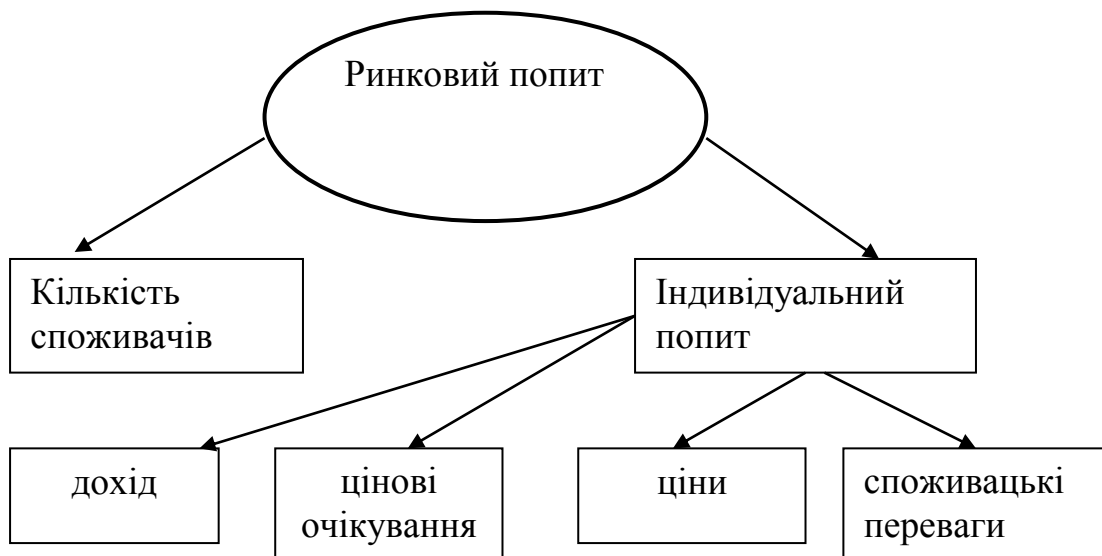 Ринковий попит
Кількість
споживачів
Індивідуальний
попит
дохід
цінові
очікування
ціни
споживацькі
переваги